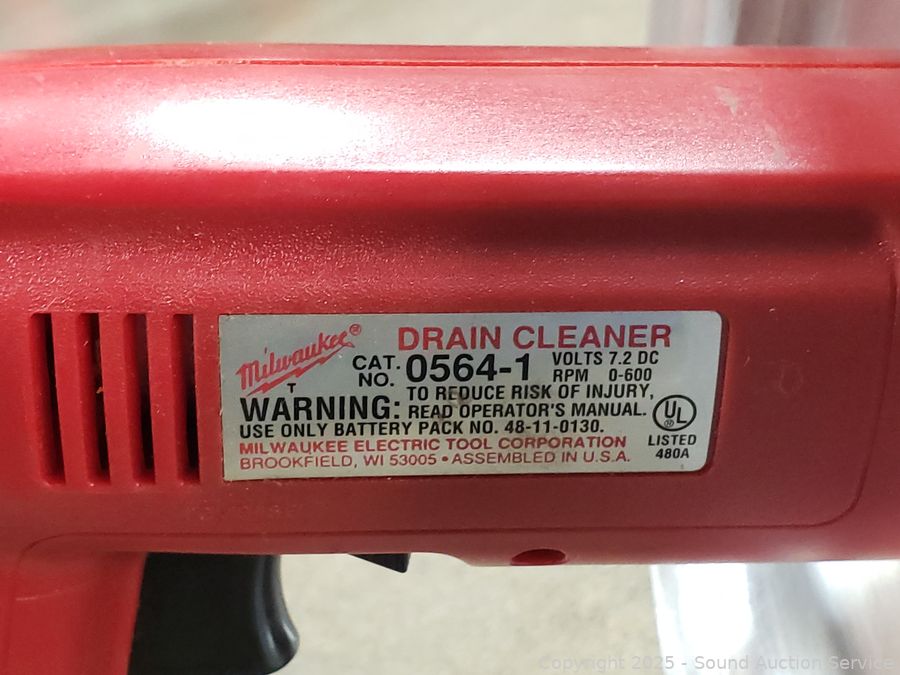 Milwaukee®
DRAIN CLEANER
CAT. NO. 0564-1
VOLTS 7.2 DC
RPM 0-600
T
WARNING: TO REDUCE RISK OF INJURY, READ OPERATOR'S MANUAL.
USE ONLY BATTERY PACK NO. 48-11-0130.
MILWAUKEE ELECTRIC TOOL CORPORATION
BROOKFIELD, WI 53005 • ASSEMBLED IN U.S.A.
UL
LISTED
480A
Copyright 2025 - Sound Auction Service